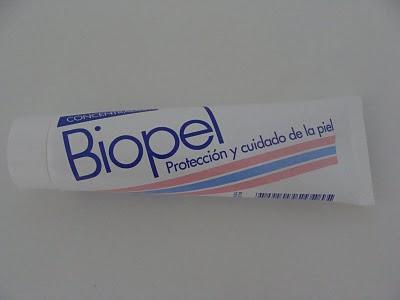 Biopel
Protección y cuidado de la piel